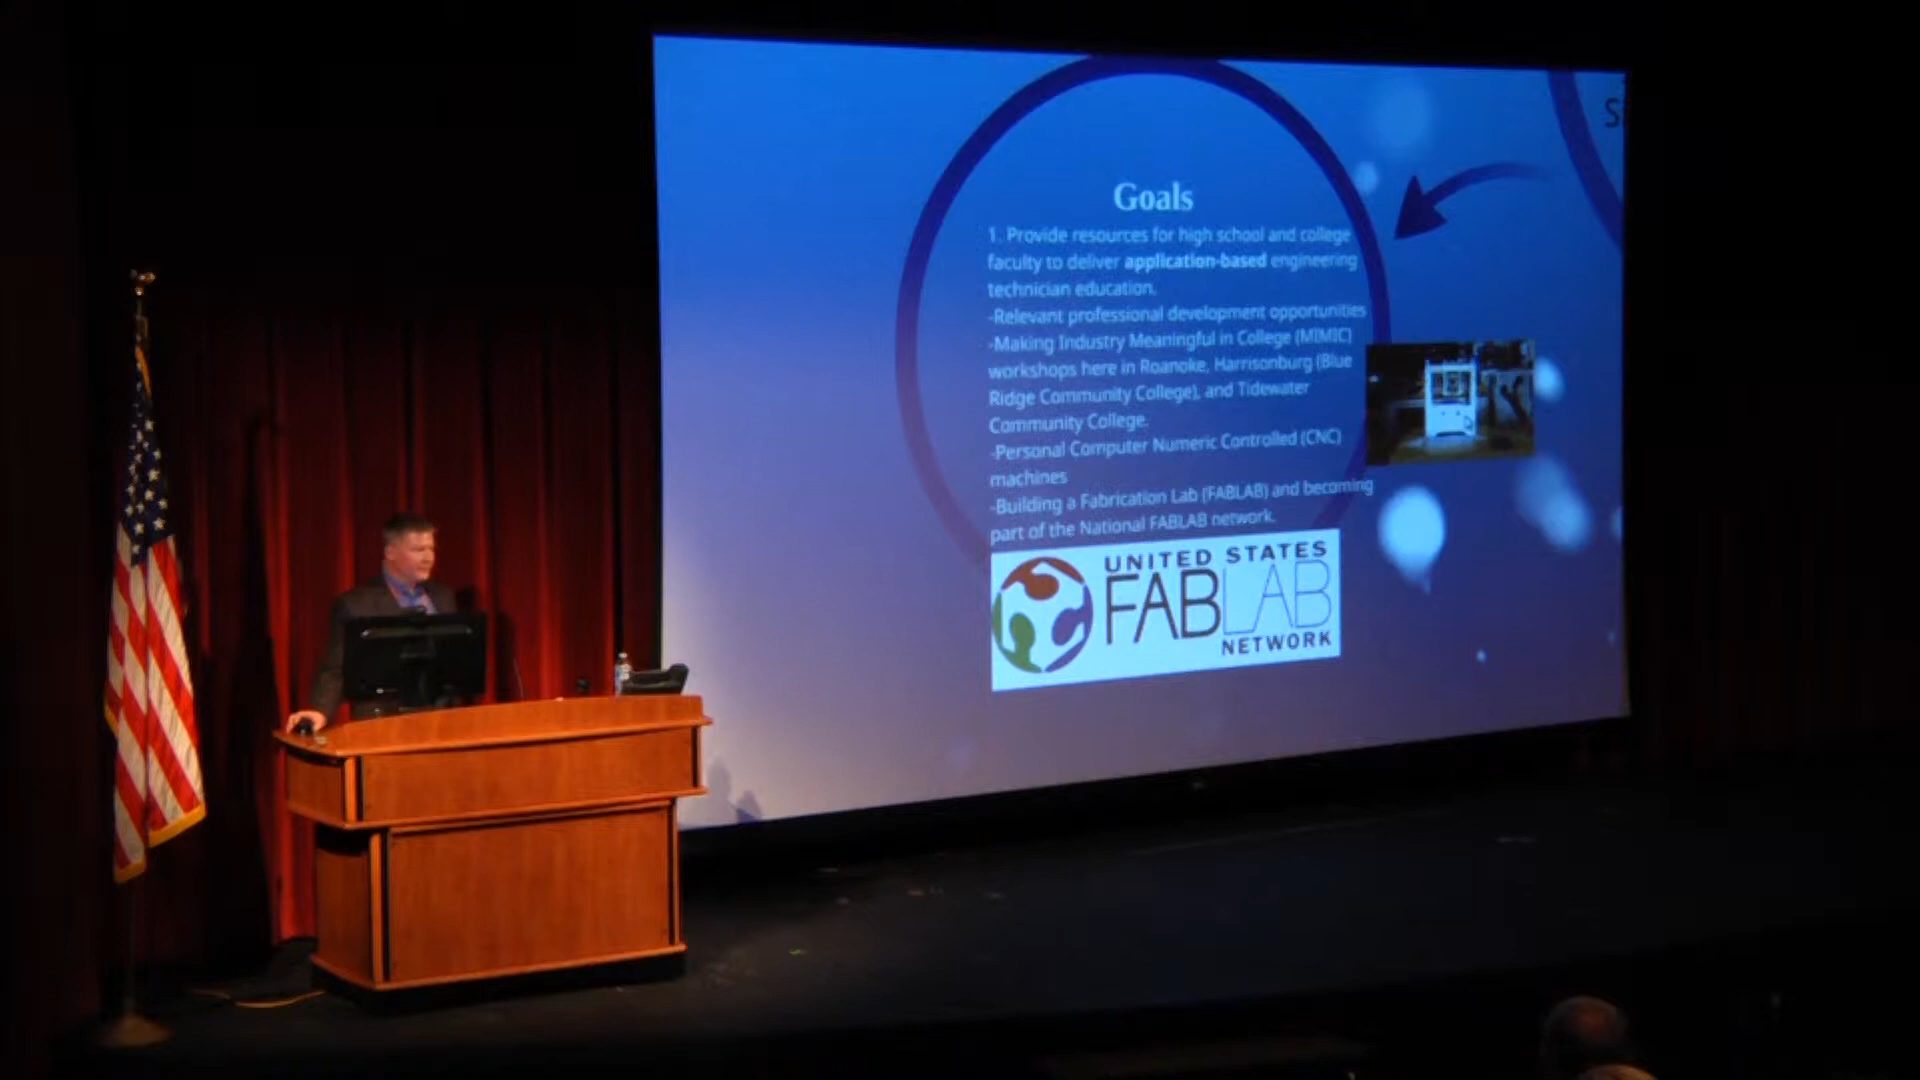 Goals
1. Provide resources for high school and college
faculty to deliver application-based engineering
technician education.
-Relevant professional development opportunities
-Making Industry Meaningful in College (MIMIC)
workshops here in Roanoke, Harrisonburg (Blue
Ridge Community College), and Tidewater
Community College.
-Personal Computer Numeric Controlled (CNC)
machines
-Building a Fabrication Lab (FABLAB) and becoming
part of the National FABLAB network.
UNITED STATES
FABLAB
NETWORK